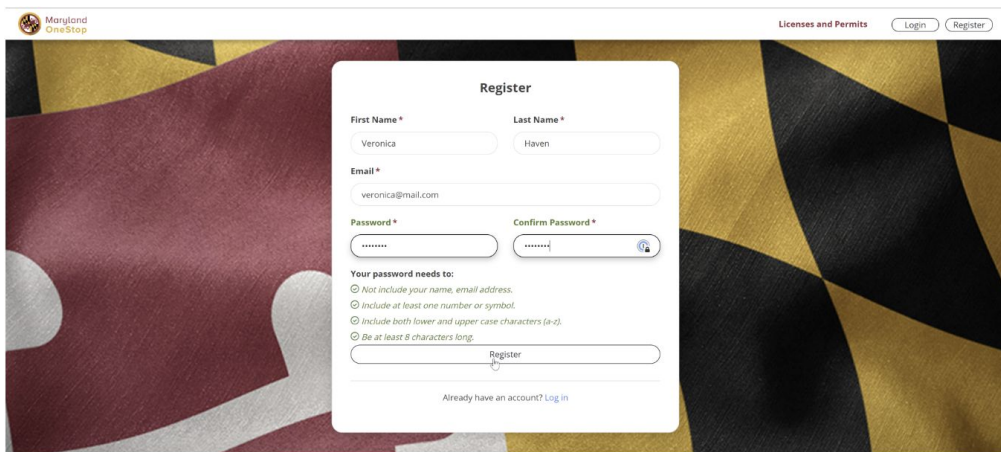 Maryland
OneStop
Licenses and Permits Login Register
Register
First Name * Last Name *
Veronica Haven
Email *
veronica@mail.com
Password * Confirm Password *
•••••••• ••••••••
Your password needs to:
Not include your name, email address.
Include at least one number or symbol.
Include both lower and upper case characters (a-z).
Be at least 8 characters long.
Register
Already have an account? Log in